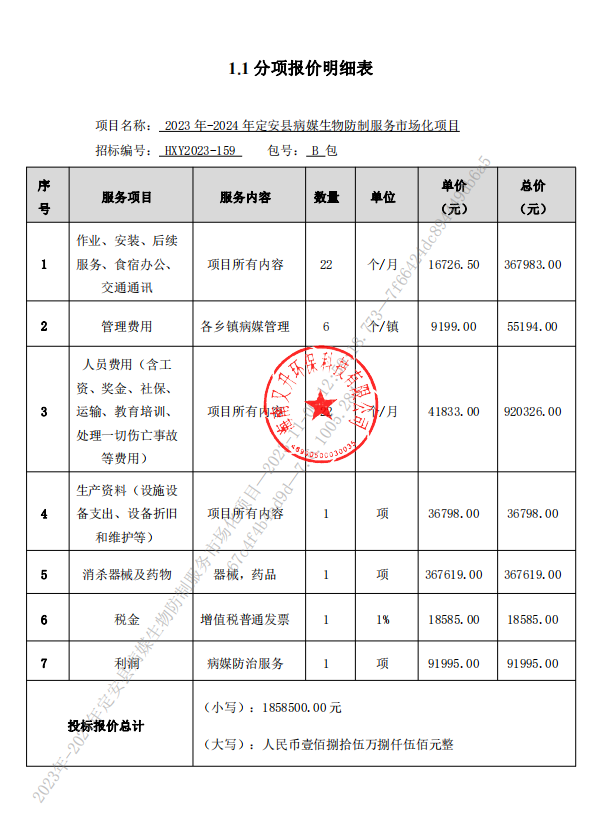 1.1 分项报价明细表
项目名称： 2023 年-2024 年定安县病媒生物防制服务市场化项目
招标编号： HXY2023-159 包号： B 包
序号 服务项目 服务内容 数量 单位 单价（元） 总价（元）
1 作业、安装、后续服务、食宿办公、交通通讯 项目所有内容 22 个/月 16726.50 367983.00
2 管理费用 各乡镇病媒管理 6 个/镇 9199.00 55194.00
3 人员费用（含工资、奖金、社保、运输、教育培训、处理一切伤亡事故等费用） 项目所有内容 22 个/月 41833.00 920326.00
4 生产资料（设施设备支出、设备折旧和维护等） 项目所有内容 1 项 36798.00 36798.00
5 消杀器械及药物 器械，药品 1 项 367619.00 367619.00
6 税金 增值税普通发票 1 1% 18585.00 18585.00
7 利润 病媒防治服务 1 项 91995.00 91995.00
投标报价总计
（小写）：1858500.00 元
（大写）：人民币壹佰捌拾伍万捌仟伍佰元整